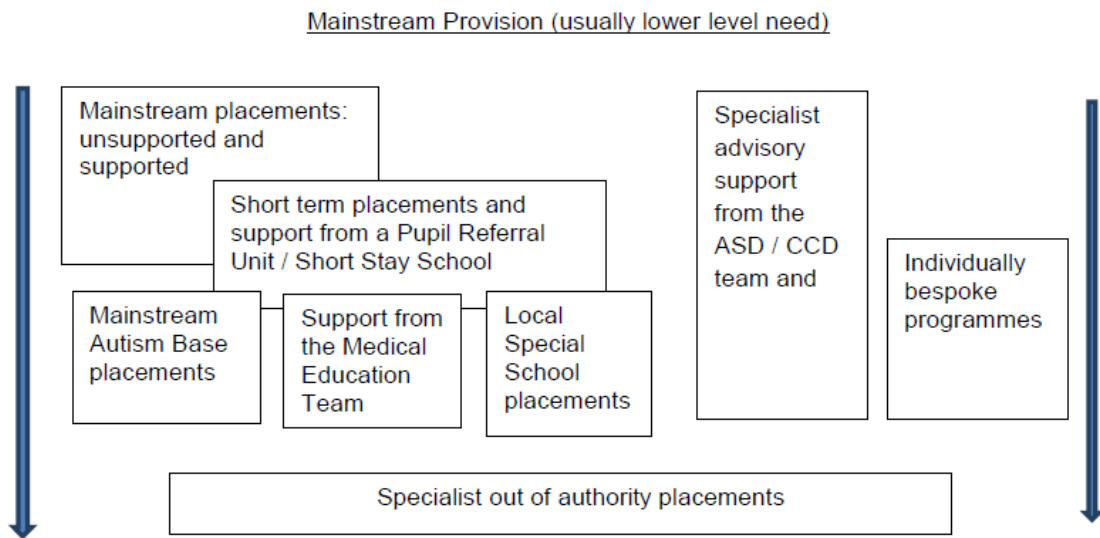 Mainstream Provision (usually lower level need)
Mainstream placements:
unsupported and
supported
Short term placements and
support from a Pupil Referral
Unit / Short Stay School
Mainstream
Autism Base
placements
Support from
the Medical
Education
Team
Local
Special
School
placements
Specialist
advisory
support
from the
ASD / CCD
team and
Individually
bespoke
programmes
Specialist out of authority placements